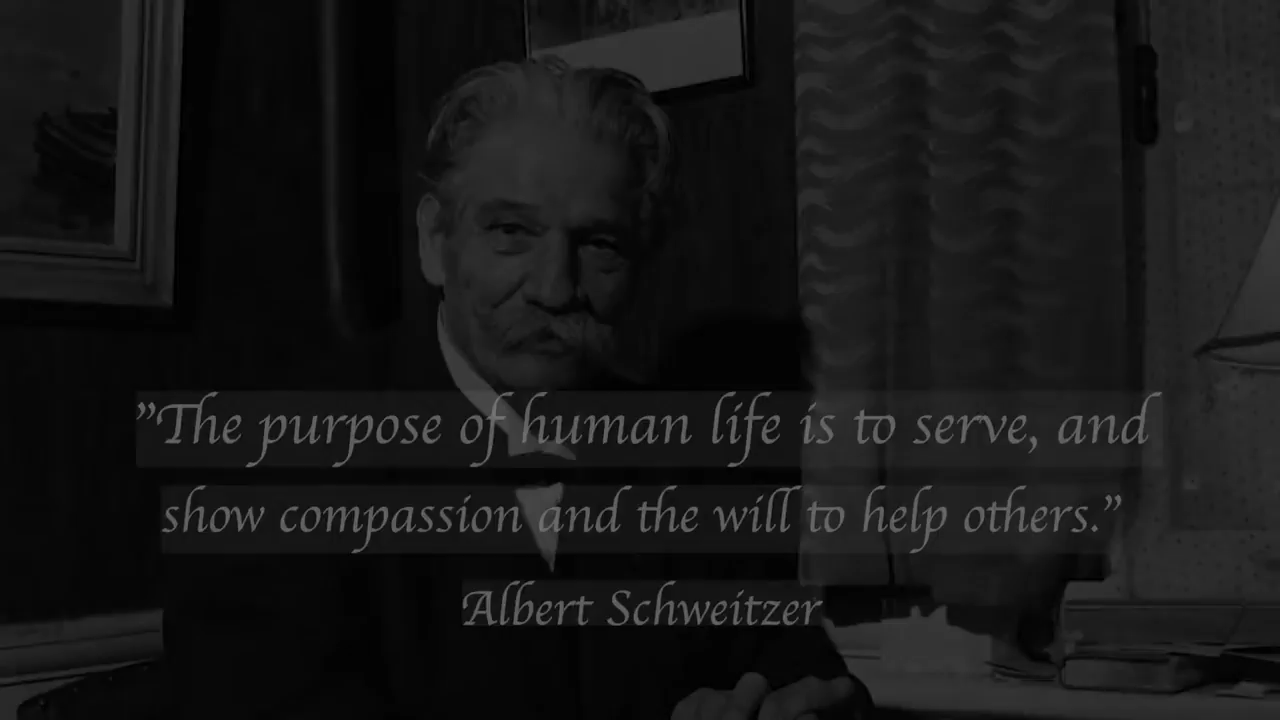 "The purpose of human life is to serve, and
show compassion and the will to help others."
Albert Schweitzer